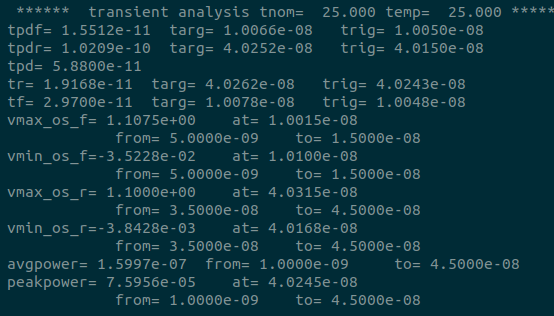 ****** transient analysis tnom= 25.000 temp= 25.000 *****
tpdf= 1.5512e-11 targ= 1.0066e-08 trig= 1.0050e-08
tpdr= 1.0209e-10 targ= 4.0252e-08 trig= 4.0150e-08
tpd= 5.8800e-11
tr= 1.9168e-11 targ= 4.0262e-08 trig= 4.0243e-08
tf= 2.9700e-11 targ= 1.0078e-08 trig= 1.0048e-08
vmax_os_f= 1.1075e+00 at= 1.0015e-08
from= 5.0000e-09 to= 1.5000e-08
vmin_os_f=-3.5228e-02 at= 1.0100e-08
from= 5.0000e-09 to= 1.5000e-08
vmax_os_r= 1.1000e+00 at= 4.0315e-08
from= 3.5000e-08 to= 4.5000e-08
vmin_os_r=-3.8428e-03 at= 4.0168e-08
from= 3.5000e-08 to= 4.5000e-08
avgpower= 1.5997e-07 from= 1.0000e-09 to= 4.5000e-08
peakpower= 7.5956e-05 at= 4.0245e-08
from= 1.0000e-09 to= 4.5000e-08